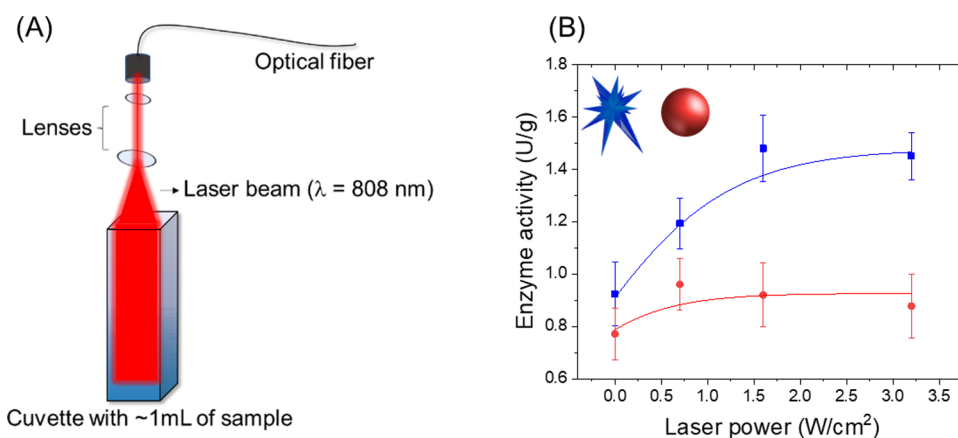 (A)
Optical fiber
Lenses
Laser beam (λ = 808 nm)
Cuvette with ~1mL of sample
(B)
Enzyme activity (U/g)
1.8
1.6
1.4
1.2
1.0
0.8
0.6
0.0 0.5 1.0 1.5 2.0 2.5 3.0 3.5
Laser power (W/cm²)